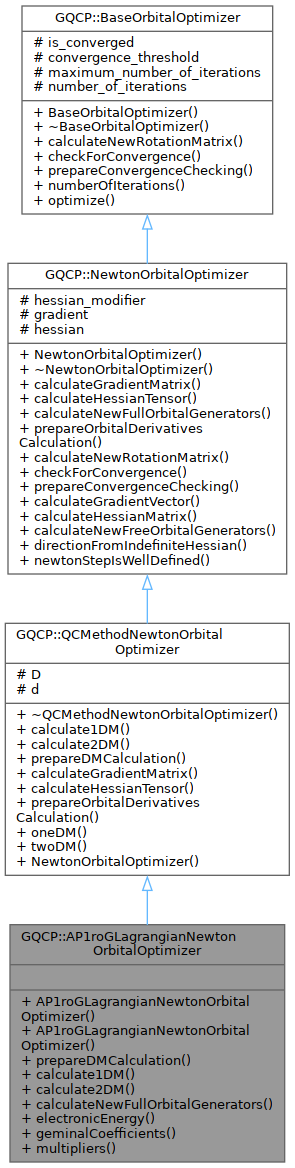 GQCP::BaseOrbitalOptimizer
# is_converged
# convergence_threshold
# maximum_number_of_iterations
# number_of_iterations
+ BaseOrbitalOptimizer()
+ ~BaseOrbitalOptimizer()
+ calculateNewRotationMatrix()
+ checkForConvergence()
+ prepareConvergenceChecking()
+ numberOfIterations()
+ optimize()
GQCP::NewtonOrbitalOptimizer
# hessian_modifier
# gradient
# hessian
+ NewtonOrbitalOptimizer()
+ ~NewtonOrbitalOptimizer()
+ calculateGradientMatrix()
+ calculateHessianTensor()
+ calculateNewFullOrbitalGenerators()
+ prepareOrbitalDerivatives
Calculation()
+ calculateNewRotationMatrix()
+ checkForConvergence()
+ prepareConvergenceChecking()
+ calculateGradientVector()
+ calculateHessianMatrix()
+ calculateNewFreeOrbitalGenerators()
+ directionFromIndefiniteHessian()
+ newtonStepIsWellDefined()
GQCP::QCMethodNewtonOrbital
Optimizer
# D
# d
+ ~QCMethodNewtonOrbitalOptimizer()
+ calculate1DM()
+ calculate2DM()
+ prepareDMCalculation()
+ calculateGradientMatrix()
+ calculateHessianTensor()
+ prepareOrbitalDerivatives
Calculation()
+ oneDM()
+ twoDM()
+ NewtonOrbitalOptimizer()
GQCP::AP1roGLagrangianNewton
OrbitalOptimizer
+ AP1roGLagrangianNewtonOrbital
Optimizer()
+ AP1roGLagrangianNewtonOrbital
Optimizer()
+ prepareDMCalculation()
+ calculate1DM()
+ calculate2DM()
+ calculateNewFullOrbitalGenerators()
+ electronicEnergy()
+ geminalCoefficients()
+ multipliers()